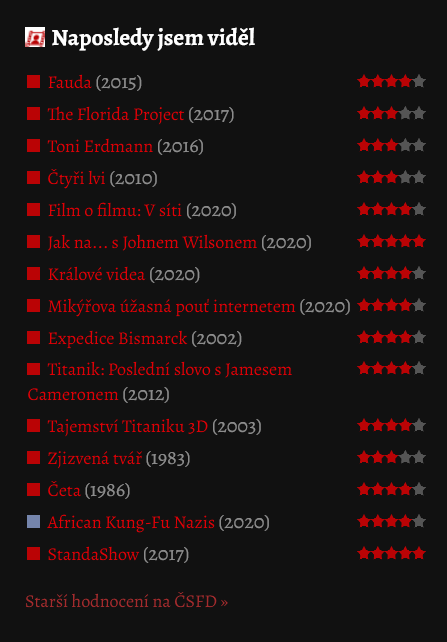 Naposledy jsem viděl
Fauda (2015)
The Florida Project (2017)
Toni Erdmann (2016)
Čtyři lvi (2010)
Film o filmu: V síti (2020)
Jak na... s Johnem Wilsonem (2020)
Králové videa (2020)
Mikýřova úžasná pouť internetem (2020)
Expedice Bismarck (2002)
Titanik: Poslední slovo s Jamesem
Cameronem (2012)
Tajemství Titaniku 3D (2003)
Zjizvená tvář (1983)
Četa (1986)
African Kung-Fu Nazis (2020)
StandaShow (2017)
Starší hodnocení na ČSFD »